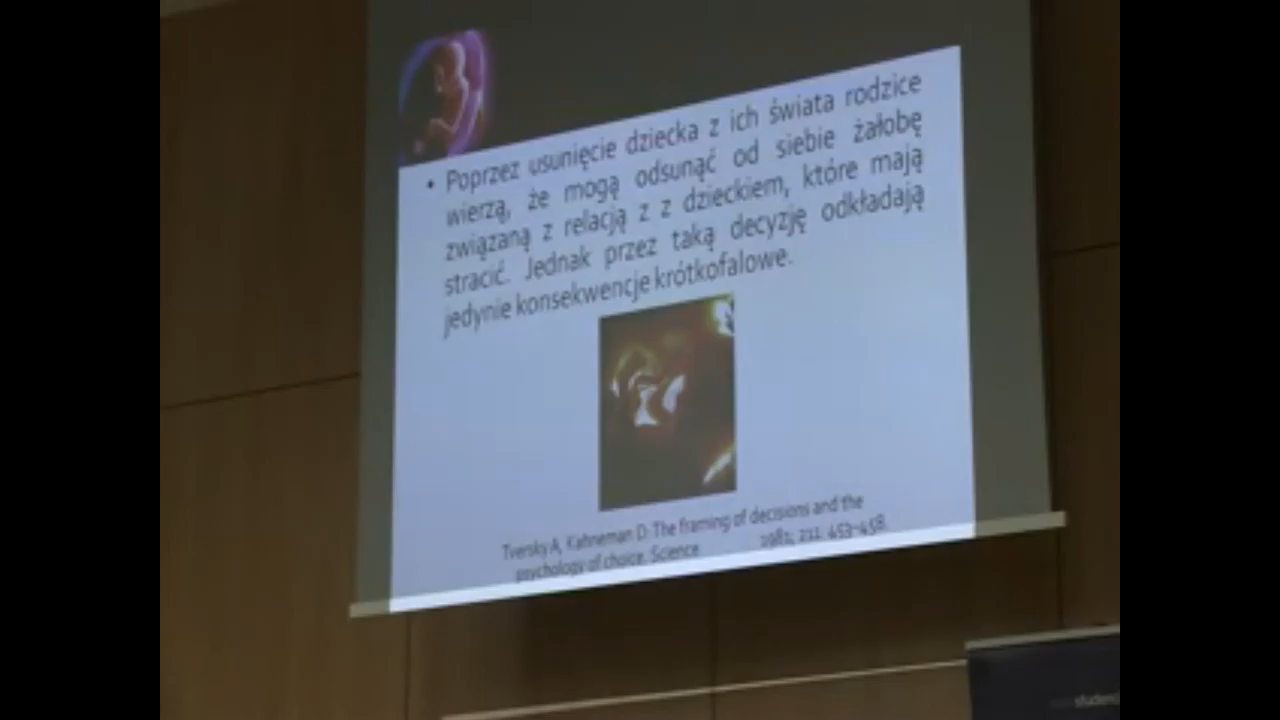 • Poprzez usunięcie dziecka z ich świata rodzice
wierzą, że mogą odsunąć od siebie żałobę
związaną z relacją z z dzieckiem, które mają
stracić. Jednak przez taką decyzję odkładają
jedynie konsekwencje krótkofalowe.
Tversky A, Kahneman D: The framing of decisions and the
psychology of choice. Science 1981; 211: 453-458.